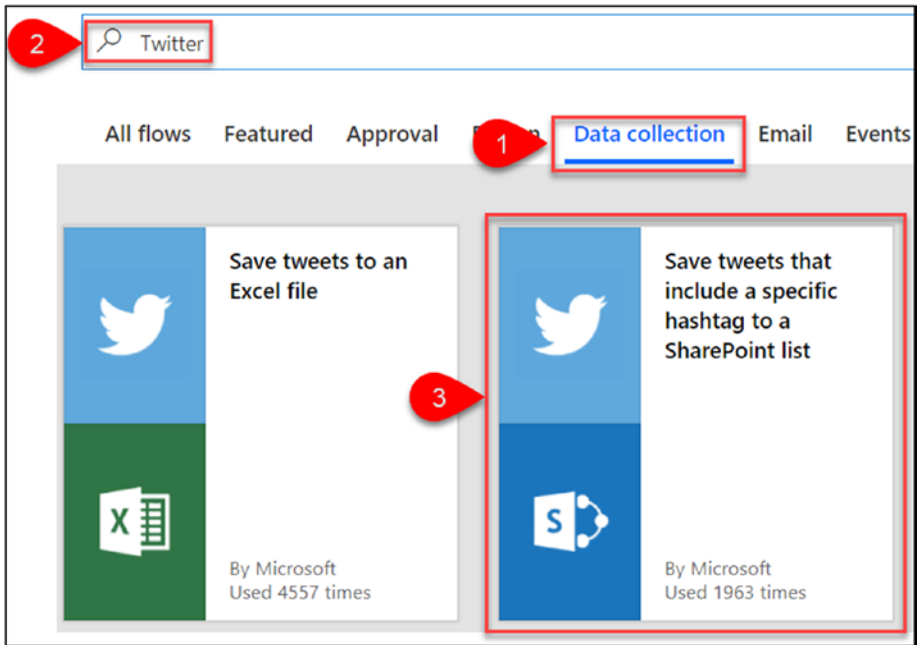 2
Twitter
All flows Featured Approval 1 Data collection Email Events
Save tweets to an
Excel file
By Microsoft
Used 4557 times
X
3
Save tweets that
include a specific
hashtag to a
SharePoint list
By Microsoft
Used 1963 times
S